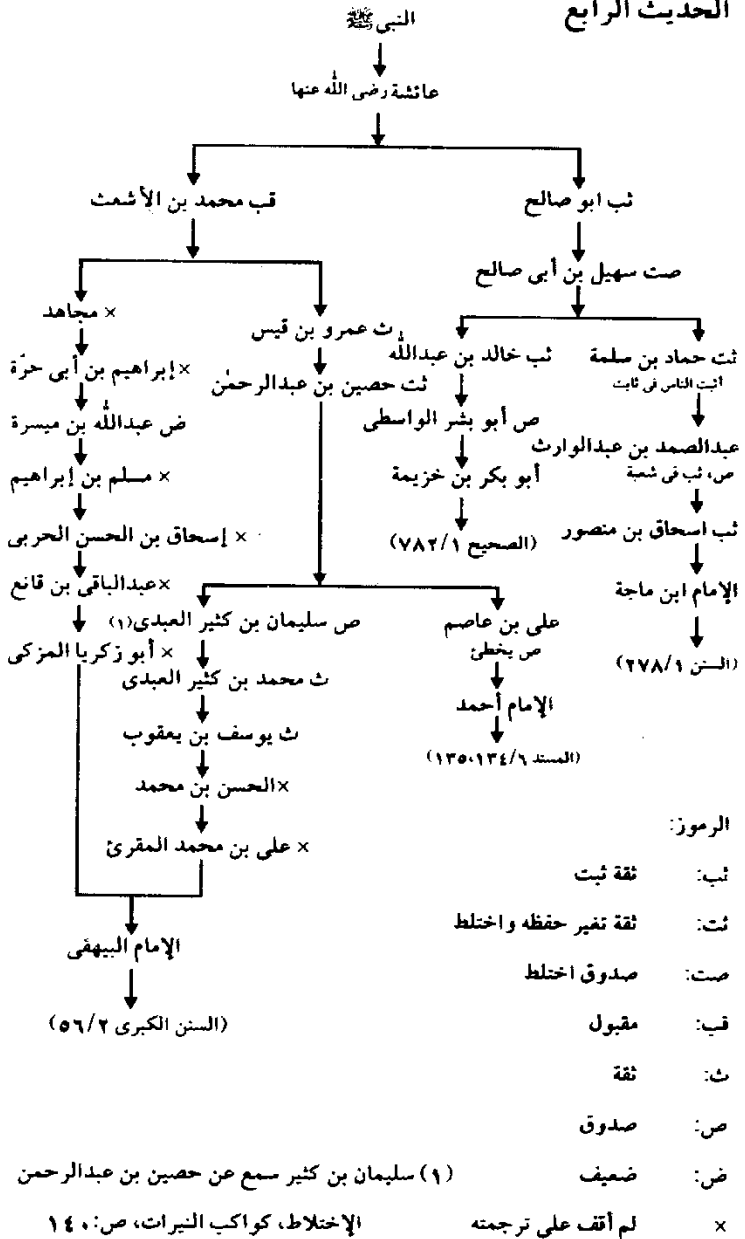 الحديث الرابع
النبي ﷺ
عائشة رضى الله عنها
ثب ابو صالح
قب محمد بن الأشعث
صت سهيل بن أبى صالح
× مجاهد
ث عمرو بن قيس
ثت حماد بن سلمة
أثبت الناس فى ثابت
ثب خالد بن عبدالله
ثت حصين بن عبدالرحمٰن
×إبراهيم بن أبى حرّة
ص أبو بشر الواسطى
ض عبدالله بن ميسرة
عبدالصمد بن عبدالوارث
ص، ثب فى شعبة
أبو بكر بن خزيمة
× مسلم بن إبراهيم
ثب اسحاق بن منصور
(الصحيح ٧٨٢/١)
× إسحاق بن الحسن الحربى
الإمام ابن ماجة
×عبدالباقى بن قانع
على بن عاصم
ص يخطئ
ص سليمان بن كثير العبدى(١)
× أبو زكريا المزكى
(السنن ٢٧٨/١)
ث محمد بن كثير العبدى
الإمام أحمد
ث يوسف بن يعقوب
(المسند ١٣٥،١٣٤/٦)
×الحسن بن محمد
× على بن محمد المقرئ
الإمام البيهقى
(السنن الكبرى ٥٦/٢)
الرموز:
ثب: ثقة ثبت
ثت: ثقة تغير حفظه واختلط
صت: صدوق اختلط
قب: مقبول
ث: ثقة
ص: صدوق
ض: ضعيف
× لم أقف على ترجمته
(١) سليمان بن كثير سمع عن حصين بن عبدالرحمن
الإختلاط، كواكب النيرات، ص:١٤٠